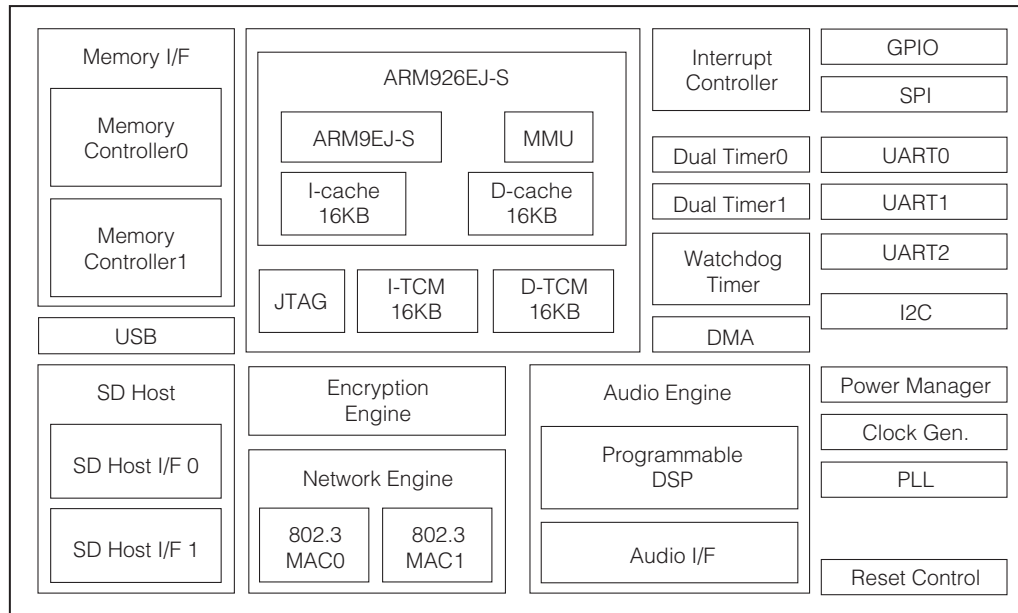 Memory I/F
Memory
Controller0
Memory
Controller1
USB
SD Host
SD Host I/F 0
SD Host I/F 1
ARM926EJ-S
ARM9EJ-S
MMU
I-cache
16KB
D-cache
16KB
JTAG
I-TCM
16KB
D-TCM
16KB
Encryption
Engine
Network Engine
802.3
MAC0
802.3
MAC1
Audio Engine
Programmable
DSP
Audio I/F
Interrupt
Controller
Dual Timer0
Dual Timer1
Watchdog
Timer
DMA
GPIO
SPI
UART0
UART1
UART2
I2C
Power Manager
Clock Gen.
PLL
Reset Control